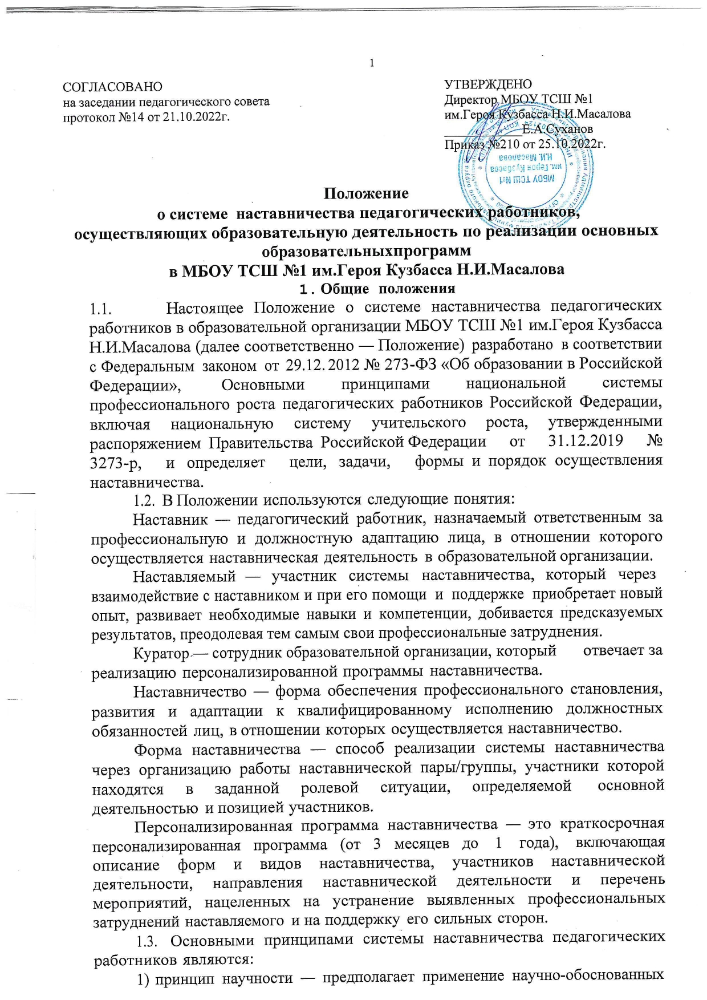 1
СОГЛАСОВАНО
на заседании педагогического совета
протокол №14 от 21.10.2022г.
УТВЕРЖДЕНО
Директор МБОУ ТСШ №1
им.Героя Кузбасса Н.И.Масалова
____________Е.А.Суханов
Приказ №210 от 25.10.2022г.
МБОУ ТСШ №1
им. Героя Кузбасса
Н.И. Масалова
Положение
о системе наставничества педагогических работников,
осуществляющих образовательную деятельность по реализации основных
образовательныхпрограмм
в МБОУ ТСШ №1 им.Героя Кузбасса Н.И.Масалова
1. Общие положения
1.1. Настоящее Положение о системе наставничества педагогических
работников в образовательной организации МБОУ ТСШ №1 им.Героя Кузбасса
Н.И.Масалова (далее соответственно — Положение) разработано в соответствии
с Федеральным законом от 29.12.2012 № 273-ФЗ «Об образовании в Российской
Федерации», Основными принципами национальной системы
профессионального роста педагогических работников Российской Федерации,
включая национальную систему учительского роста, утвержденными
распоряжением Правительства Российской Федерации от 31.12.2019 №
3273-р, и определяет цели, задачи, формы и порядок осуществления
наставничества.
1.2. В Положении используются следующие понятия:
Наставник — педагогический работник, назначаемый ответственным за
профессиональную и должностную адаптацию лица, в отношении которого
осуществляется наставническая деятельность в образовательной организации.
Наставляемый — участник системы наставничества, который через
взаимодействие с наставником и при его помощи и поддержке приобретает новый
опыт, развивает необходимые навыки и компетенции, добивается предсказуемых
результатов, преодолевая тем самым свои профессиональные затруднения.
Куратор — сотрудник образовательной организации, который отвечает за
реализацию персонализированной программы наставничества.
Наставничество — форма обеспечения профессионального становления,
развития и адаптации к квалифицированному исполнению должностных
обязанностей лиц, в отношении которых осуществляется наставничество.
Форма наставничества — способ реализации системы наставничества
через организацию работы наставнической пары/группы, участники которой
находятся в заданной ролевой ситуации, определяемой основной
деятельностью и позицией участников.
Персонализированная программа наставничества — это краткосрочная
персонализированная программа (от 3 месяцев до 1 года), включающая
описание форм и видов наставничества, участников наставнической
деятельности, направления наставнической деятельности и перечень
мероприятий, нацеленных на устранение выявленных профессиональных
затруднений наставляемого и на поддержку его сильных сторон.
1.3. Основными принципами системы наставничества педагогических
работников являются:
1) принцип научности — предполагает применение научно-обоснованных